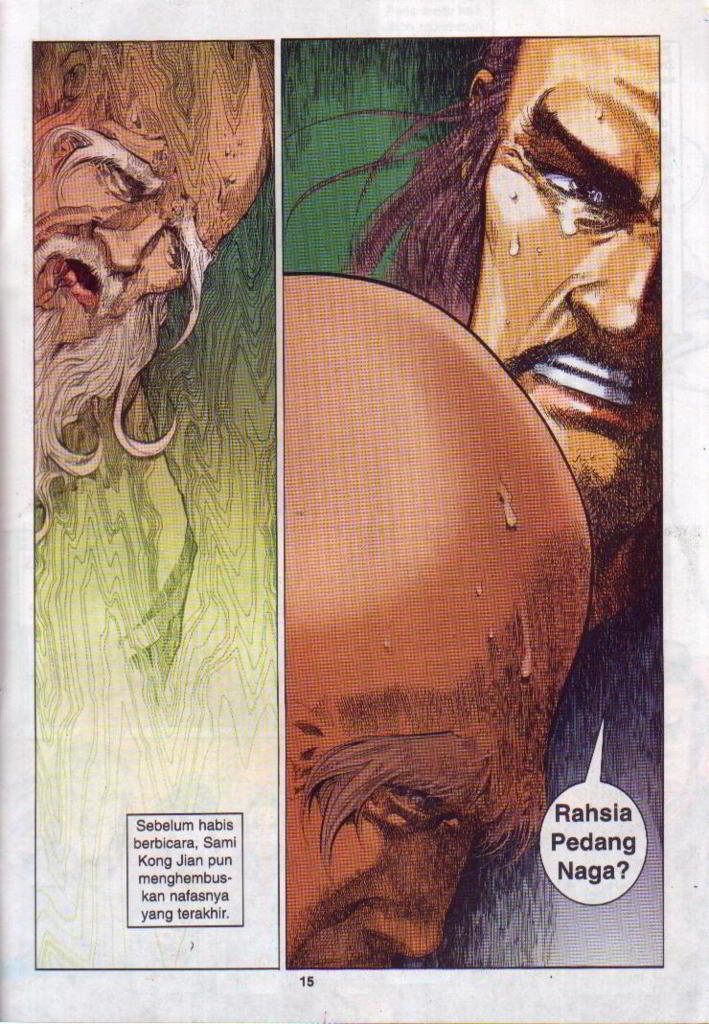 Sebelum habis
berbicara, Sami
Kong Jian pun
menghembus-
kan nafasnya
yang terakhir.
Rahsia
Pedang
Naga?
15